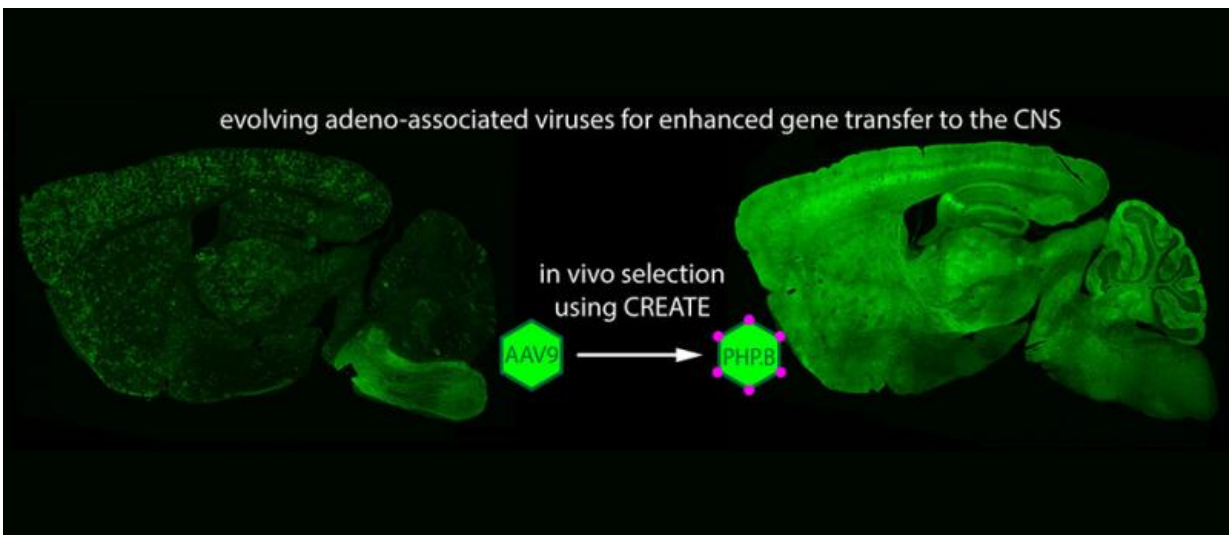 evolving adeno-associated viruses for enhanced gene transfer to the CNS
in vivo selection
using CREATE
AAV9
PHP.B